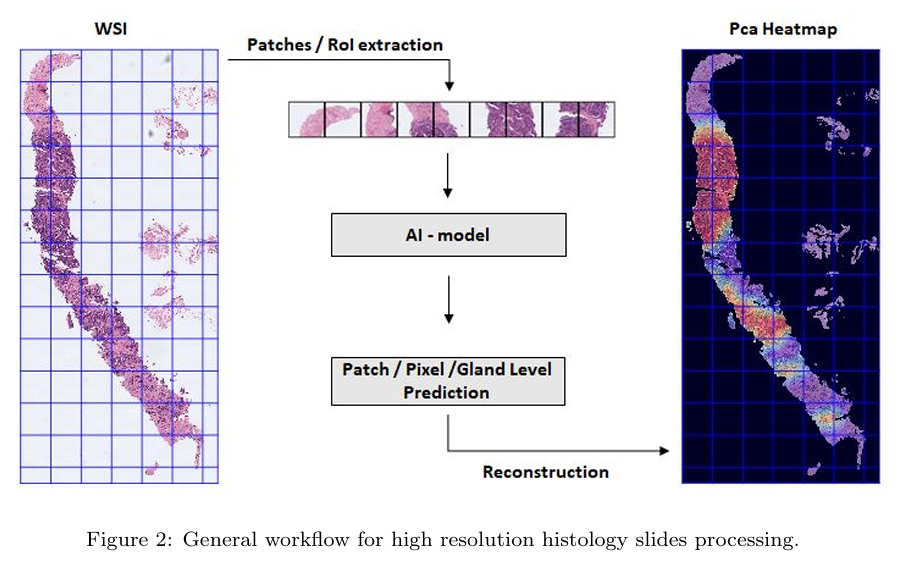 WSI
Patches / RoI extraction
Pca Heatmap
AI - model
Patch / Pixel /Gland Level
Prediction
Reconstruction
Figure 2: General workflow for high resolution histology slides processing.